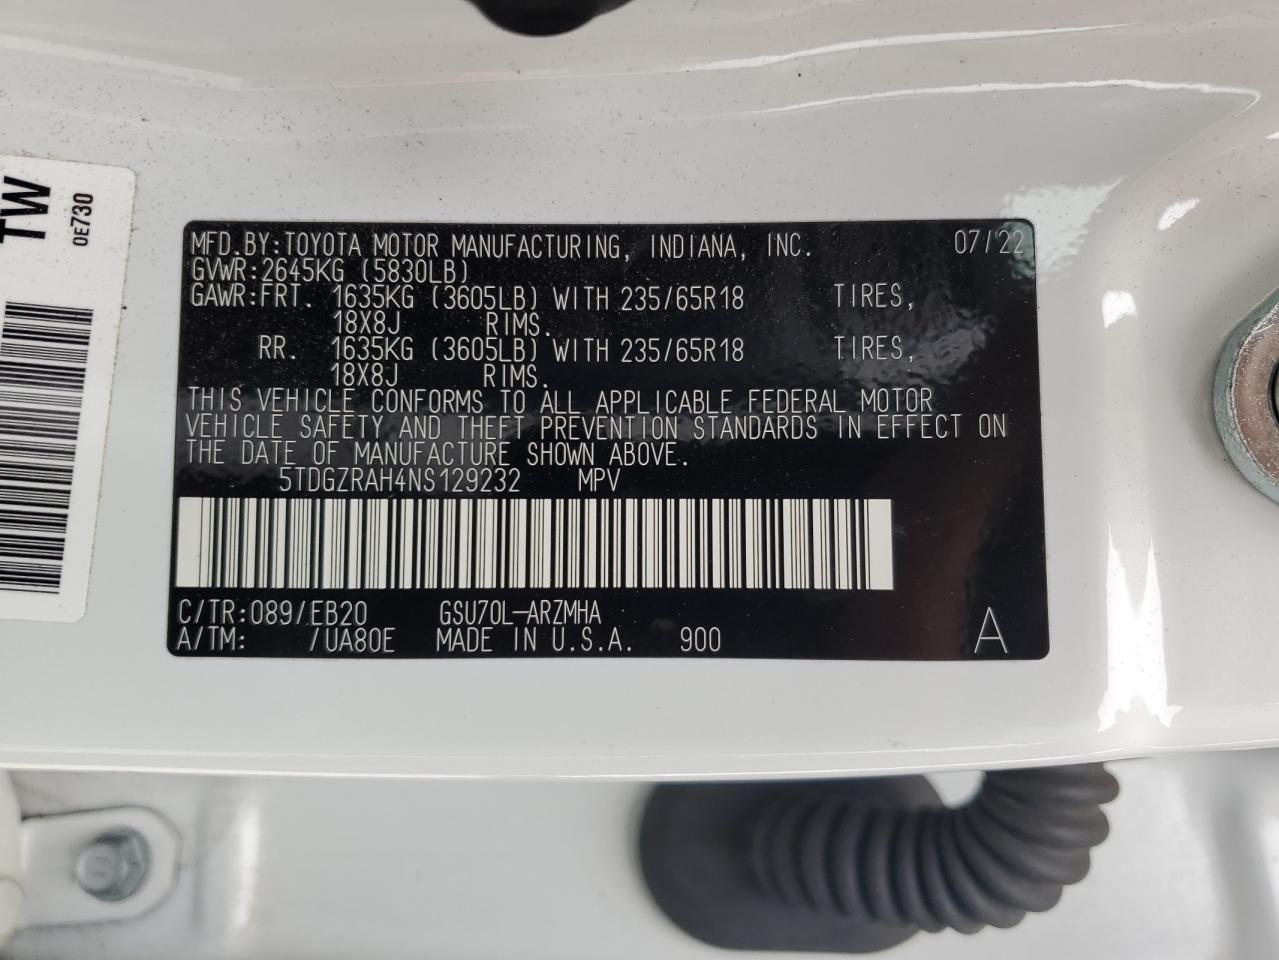 MFD.BY:TOYOTA MOTOR MANUFACTURING, INDIANA, INC. 07/22
GVWR:2645KG (5830LB)
GAWR:FRT. 1635KG (3605LB) WITH 235/65R18 TIRES,
18X8J RIMS.
RR. 1635KG (3605LB) WITH 235/65R18 TIRES,
18X8J RIMS.
THIS VEHICLE CONFORMS TO ALL APPLICABLE FEDERAL MOTOR
VEHICLE SAFETY AND THEFT PREVENTION STANDARDS IN EFFECT ON
THE DATE OF MANUFACTURE SHOWN ABOVE.
5TDGZRAH4NS129232 MPV
C/TR:089/EB20 GSU70L-ARZMHA
A/TM: /UA80E MADE IN U.S.A. 900 A
TW
0E730